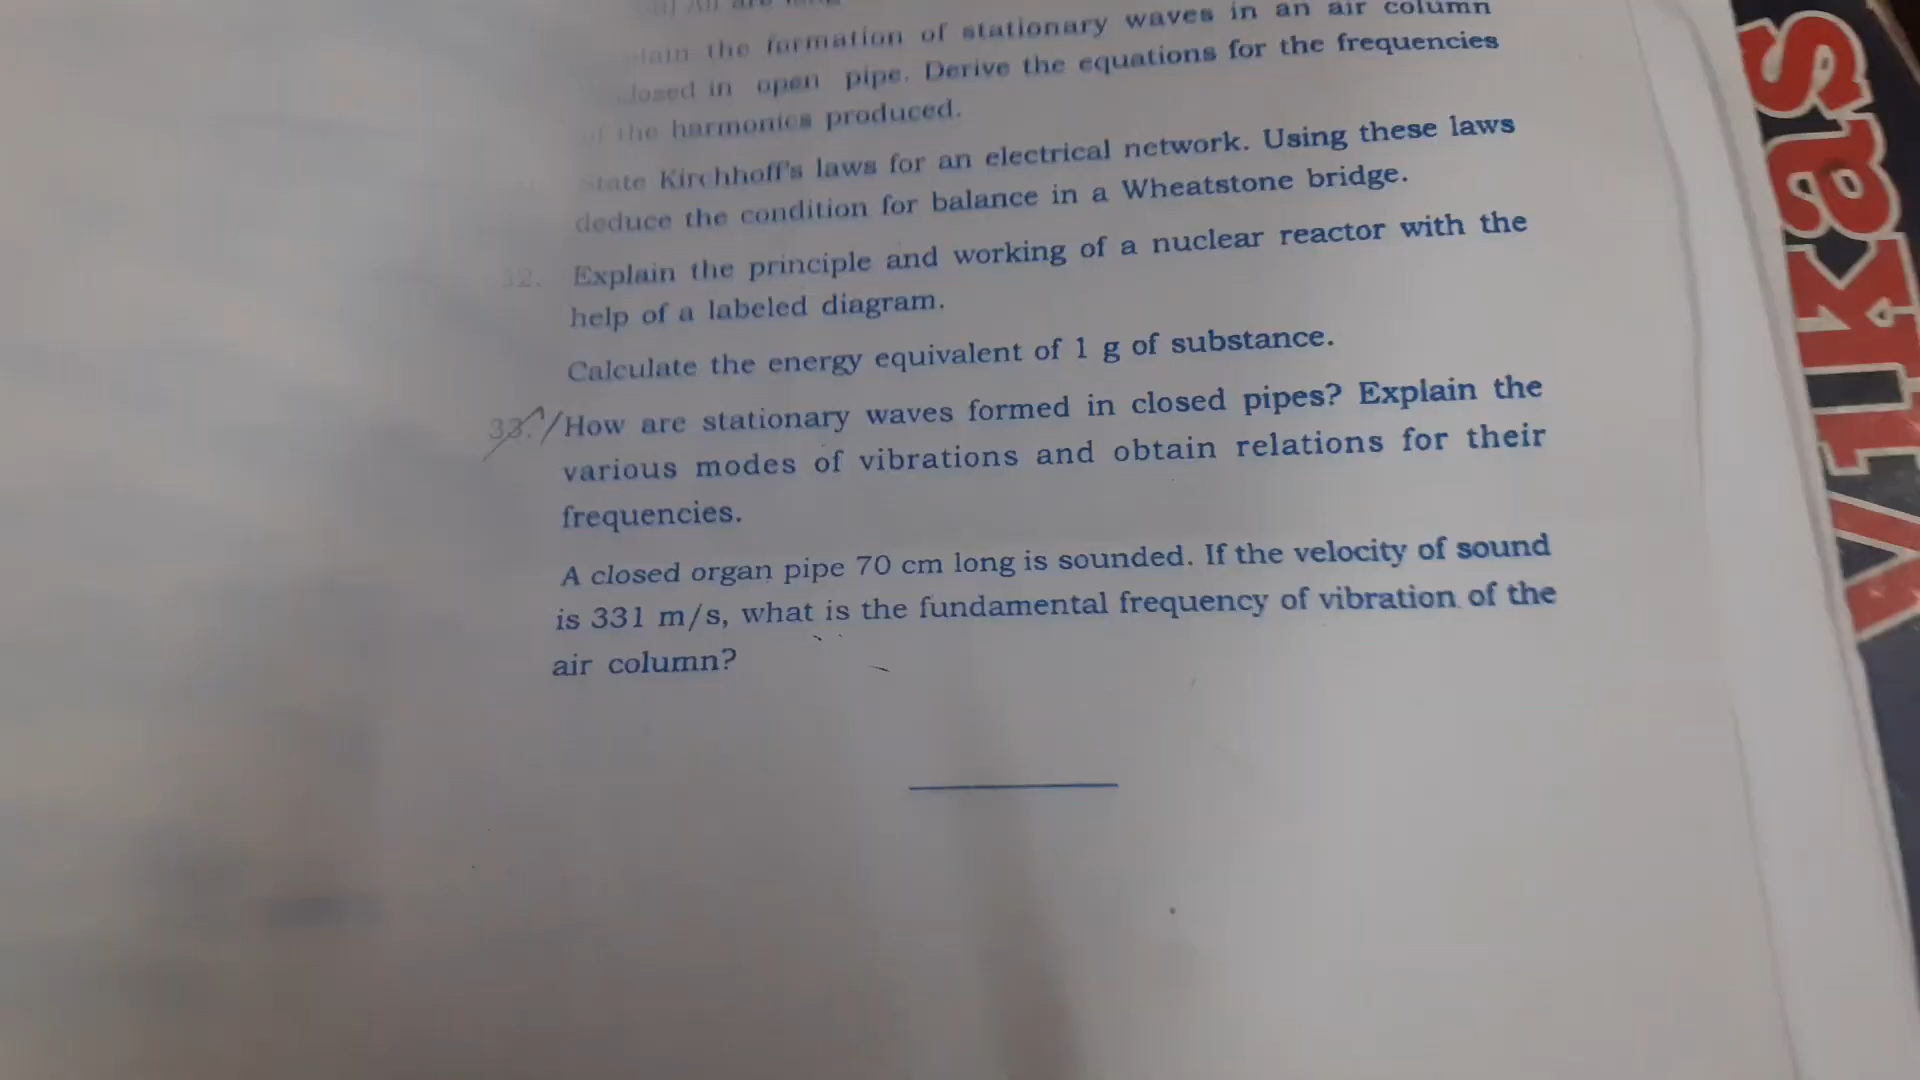 the formation of stationary waves in an air column
closed in open pipe. Derive the equations for the frequencies
of the harmonics produced.
State Kirchhoff's laws for an electrical network. Using these laws
deduce the condition for balance in a Wheatstone bridge.
32. Explain the principle and working of a nuclear reactor with the
help of a labeled diagram.
Calculate the energy equivalent of 1 g of substance.
33. How are stationary waves formed in closed pipes? Explain the
various modes of vibrations and obtain relations for their
frequencies.
A closed organ pipe 70 cm long is sounded. If the velocity of sound
is 331 m/s, what is the fundamental frequency of vibration of the
air column?